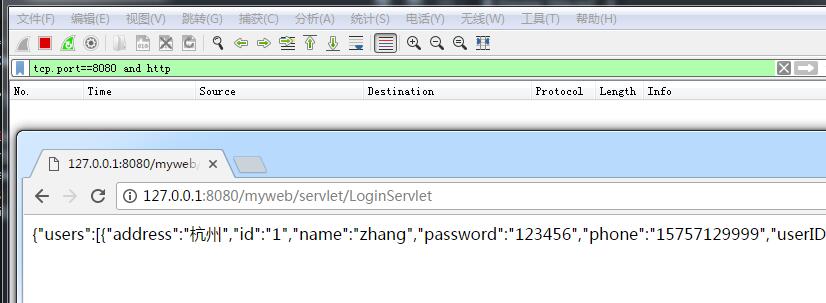 文件(F) 编辑(E) 视图(V) 跳转(G) 捕获(C) 分析(A) 统计(S) 电话(Y) 无线(W) 工具(T) 帮助(H)
tcp.port==8080 and http
No. Time Source Destination Protocol Length Info
127.0.0.1:8080/myweb/
127.0.0.1:8080/myweb/servlet/LoginServlet
{"users":[{"address":"杭州","id":"1","name":"zhang","password":"123456","phone":"15757129999","userID